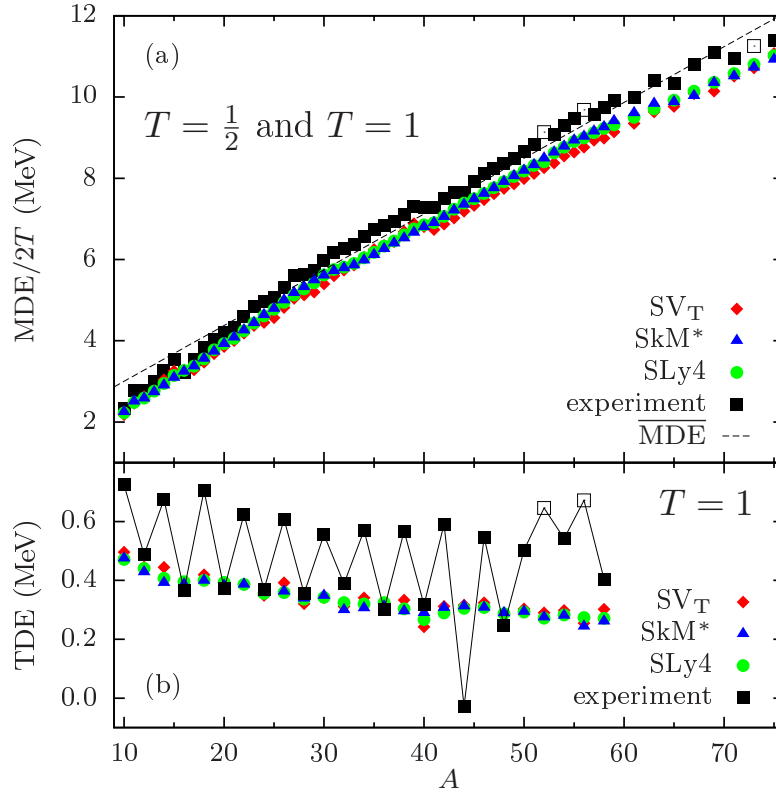 12
(a)
10
T = 1/2 and T = 1
8
MDE/2T (MeV)
6
4
2
SV_T
SkM*
SLy4
experiment
\overline{MDE}
T = 1
0.6
0.4
TDE (MeV)
0.2
0.0
SV_T
SkM*
SLy4
experiment
(b)
10 20 30 40 50 60 70
A